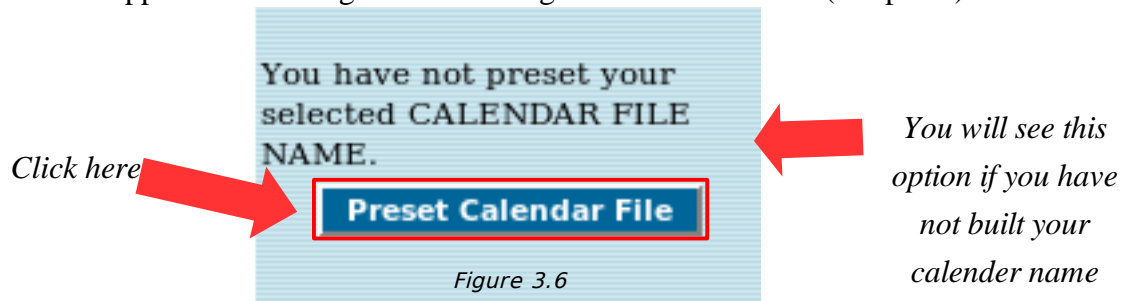 You have not preset your
selected CALENDAR FILE
NAME.
Click here
Preset Calendar File
You will see this
option if you have
not built your
calender name
Figure 3.6